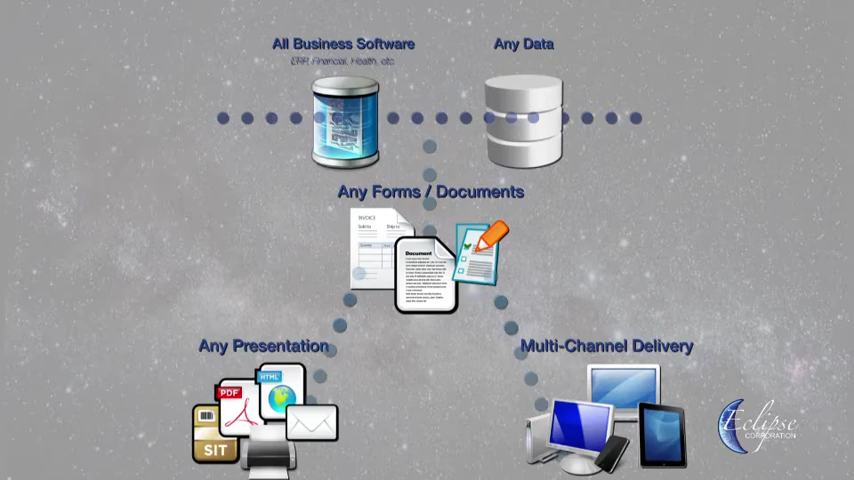 All Business Software
ERP, Financial, Health, etc
Any Data
Any Forms / Documents
INVOICE
Document
Any Presentation
Multi-Channel Delivery
HTML
PDF
SIT
Eclipse
CORPORATION